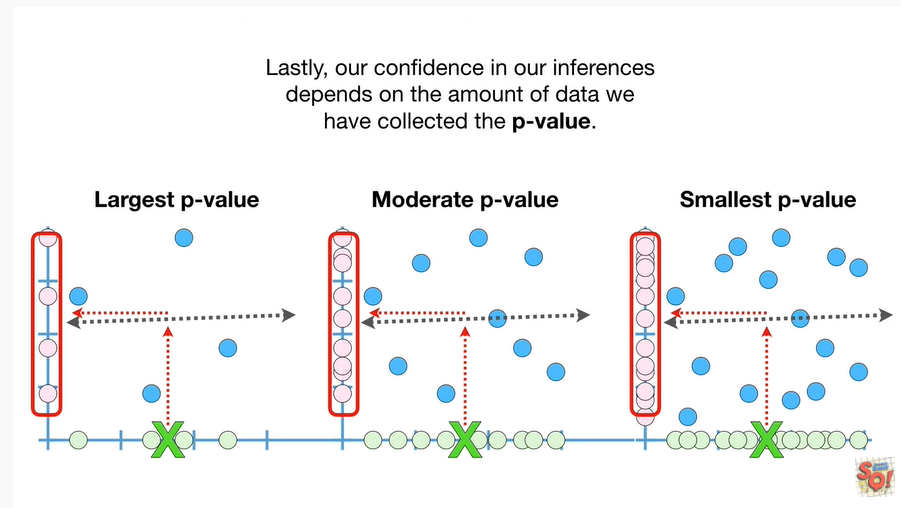 Lastly, our confidence in our inferences
depends on the amount of data we
have collected the p-value.
Largest p-value
Moderate p-value
Smallest p-value
X
X
X
SQ!